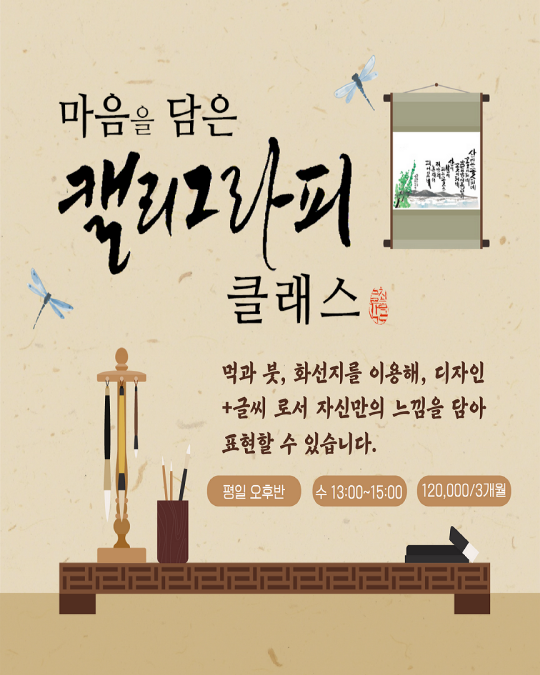 마음을 담은
캘리그라피
클래스
먹과 붓, 화선지를 이용해, 디자인
+글씨 로서 자신만의 느낌을 담아
표현할 수 있습니다.
평일 오후반
수 13:00~15:00
120,000/3개월